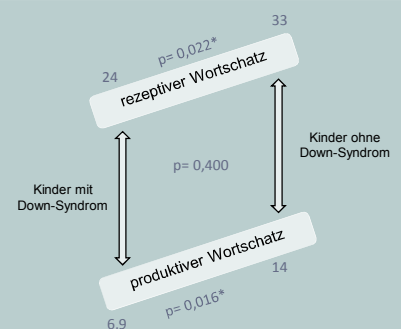 33
p= 0,022*
24
rezeptiver Wortschatz
Kinder ohne
Down-Syndrom
p= 0,400
Kinder mit
Down-Syndrom
produktiver Wortschatz
14
p= 0,016*
6,9